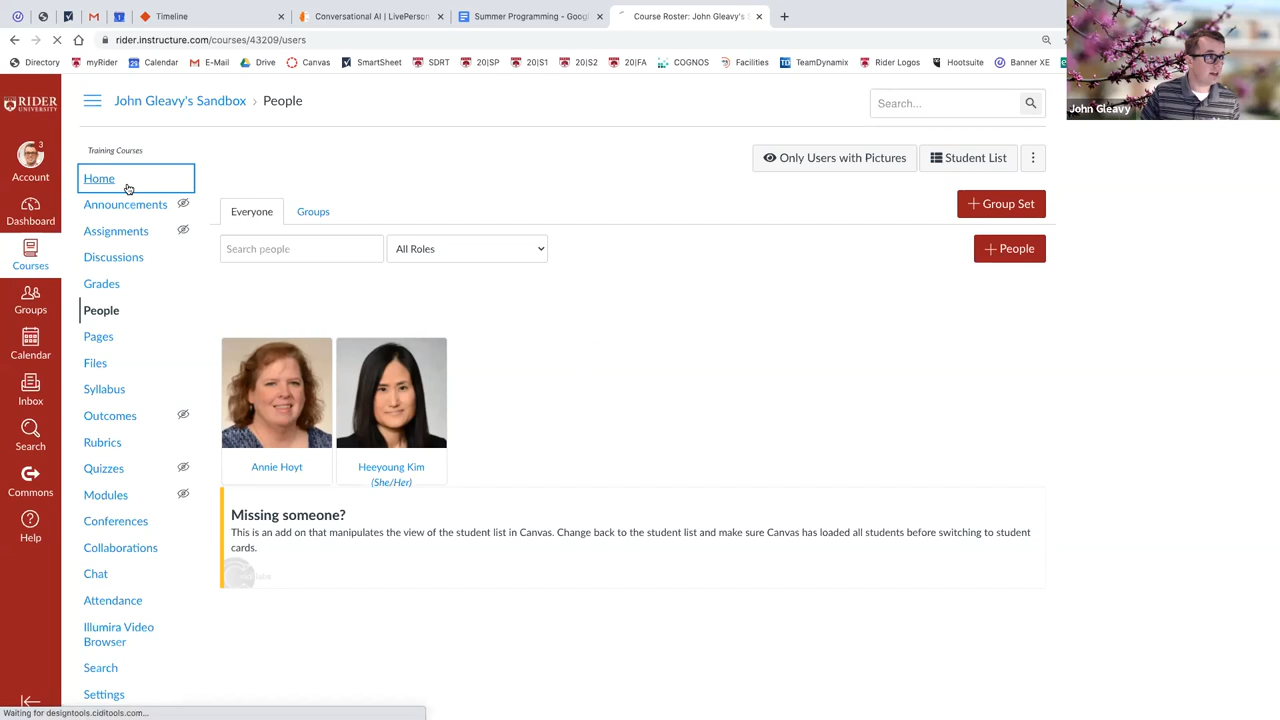 Timeline
Conversational AI | LivePerson
Summer Programming - Goog
Course Roster: John Gleavy's S
rider.instructure.com/courses/43209/users
Directory myRider Calendar E-Mail Drive Canvas SmartSheet SDRT 20|SP 20|S1 20|S2 20|FA COGNOS Facilities TeamDynamix Rider Logos Hootsuite Banner XE
John Gleavy
RIDER
UNIVERSITY
3
Account
Dashboard
Courses
Groups
Calendar
Inbox
Search
Commons
Help
John Gleavy's Sandbox > People
Search...
Training Courses
Home
Announcements
Assignments
Discussions
Grades
People
Pages
Files
Syllabus
Outcomes
Rubrics
Quizzes
Modules
Conferences
Collaborations
Chat
Attendance
Illumira Video
Browser
Search
Settings
Only Users with Pictures
Student List
Everyone
Groups
+ Group Set
Search people
All Roles
+ People
Annie Hoyt
Heeyoung Kim
(She/Her)
Missing someone?
This is an add on that manipulates the view of the student list in Canvas. Change back to the student list and make sure Canvas has loaded all students before switching to student
cards.
Waiting for designtools.ciditools.com...